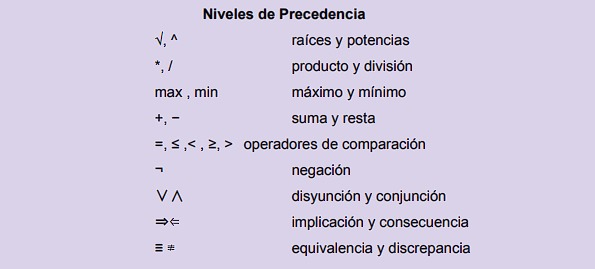 Niveles de Precedencia
√, ^ raíces y potencias
*, / producto y división
max , min máximo y mínimo
+, − suma y resta
=, ≤ ,< , ≥, > operadores de comparación
¬ negación
∨ ∧ disyunción y conjunción
⇒⇐ implicación y consecuencia
≡ ≢ equivalencia y discrepancia